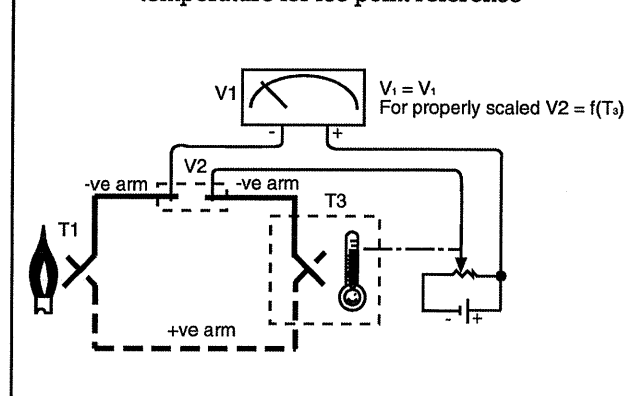 temperature for ice point reference
V1
V₁ = V₁
For properly scaled V2 = f(T₃)
- +
V2
-ve arm
-ve arm
T1
T3
+ve arm
- +